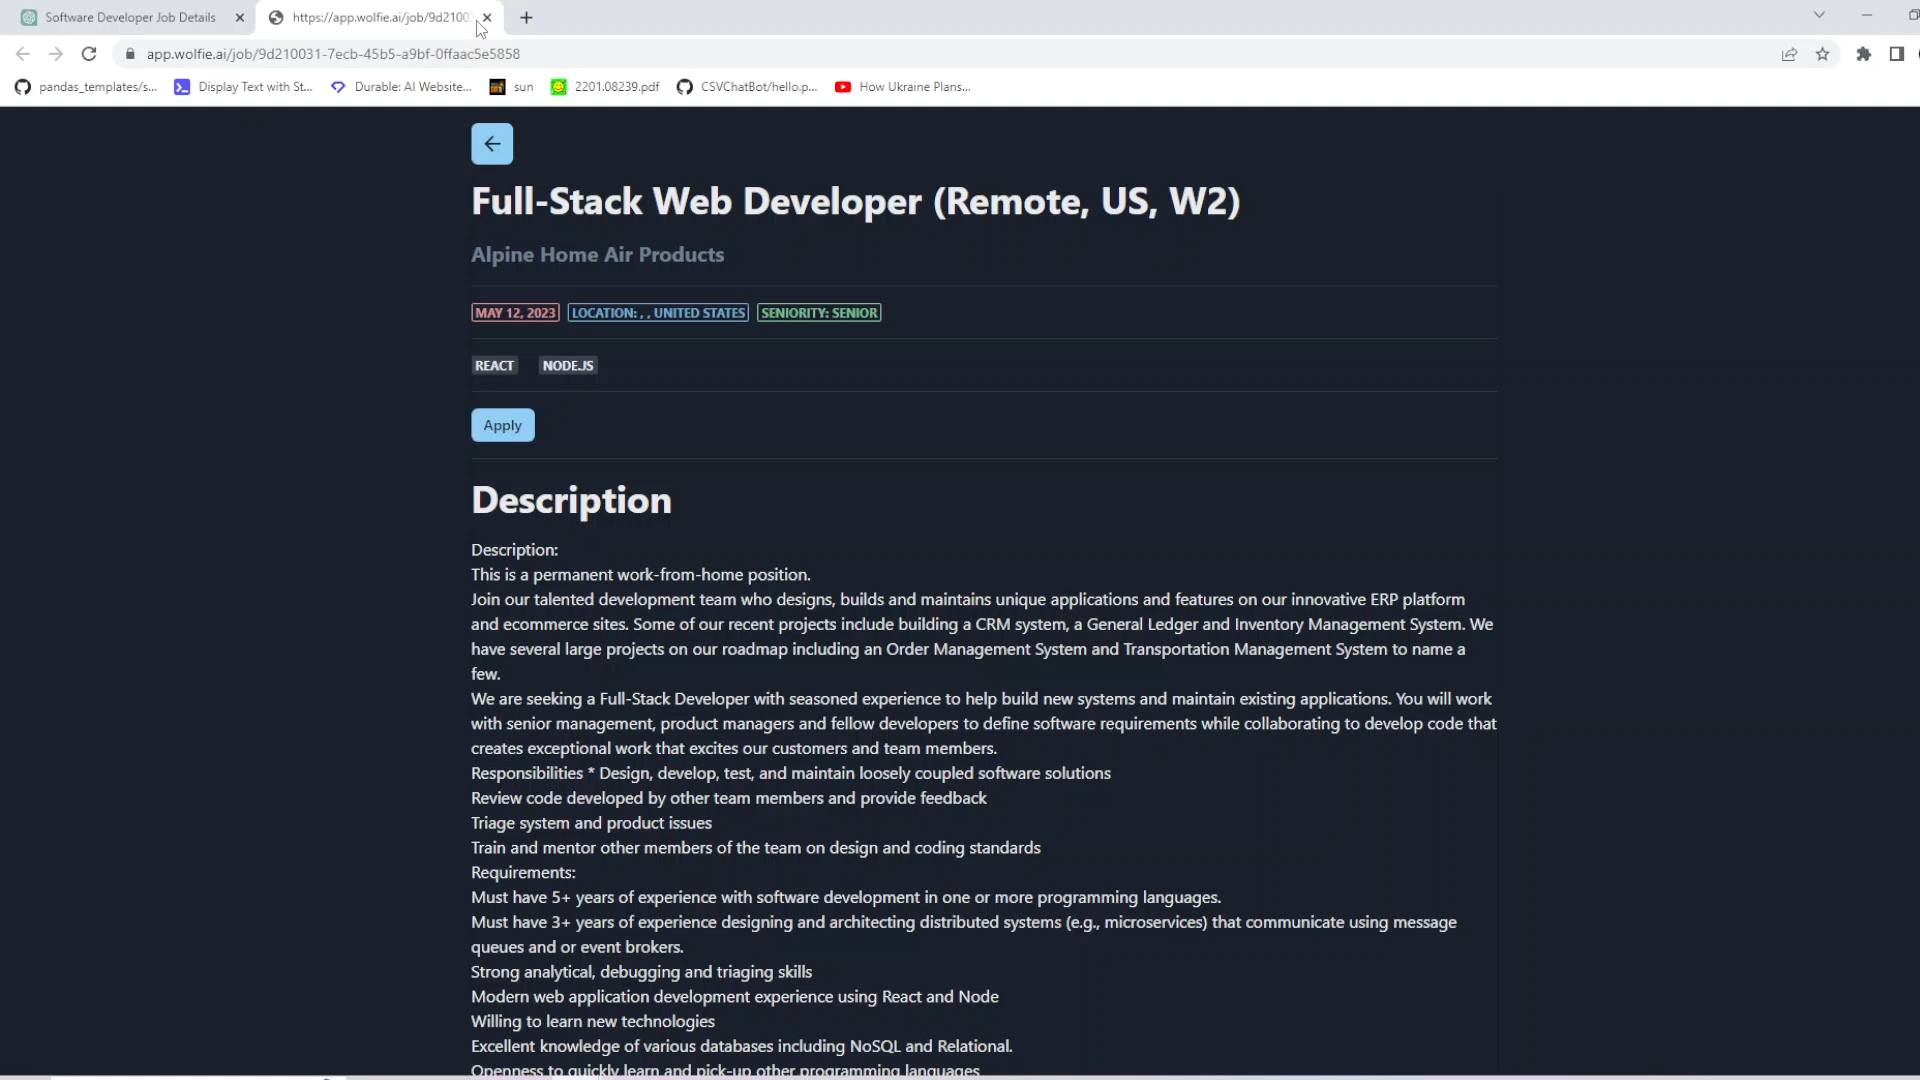 Software Developer Job Details
https://app.wolfie.ai/job/9d2100
app.wolfie.ai/job/9d210031-7ecb-45b5-a9bf-0ffaac5e5858
pandas_templates/s...
Display Text with St...
Durable: AI Website...
sun
2201.08239.pdf
CSVChatBot/hello.p...
How Ukraine Plans...
Full-Stack Web Developer (Remote, US, W2)
Alpine Home Air Products
MAY 12, 2023 LOCATION: , , UNITED STATES SENIORITY: SENIOR
REACT NODE.JS
Apply
Description
Description:
This is a permanent work-from-home position.
Join our talented development team who designs, builds and maintains unique applications and features on our innovative ERP platform
and ecommerce sites. Some of our recent projects include building a CRM system, a General Ledger and Inventory Management System. We
have several large projects on our roadmap including an Order Management System and Transportation Management System to name a
few.
We are seeking a Full-Stack Developer with seasoned experience to help build new systems and maintain existing applications. You will work
with senior management, product managers and fellow developers to define software requirements while collaborating to develop code that
creates exceptional work that excites our customers and team members.
Responsibilities * Design, develop, test, and maintain loosely coupled software solutions
Review code developed by other team members and provide feedback
Triage system and product issues
Train and mentor other members of the team on design and coding standards
Requirements:
Must have 5+ years of experience with software development in one or more programming languages.
Must have 3+ years of experience designing and architecting distributed systems (e.g., microservices) that communicate using message
queues and or event brokers.
Strong analytical, debugging and triaging skills
Modern web application development experience using React and Node
Willing to learn new technologies
Excellent knowledge of various databases including NoSQL and Relational.
Openness to quickly learn and pick-up other programming languages